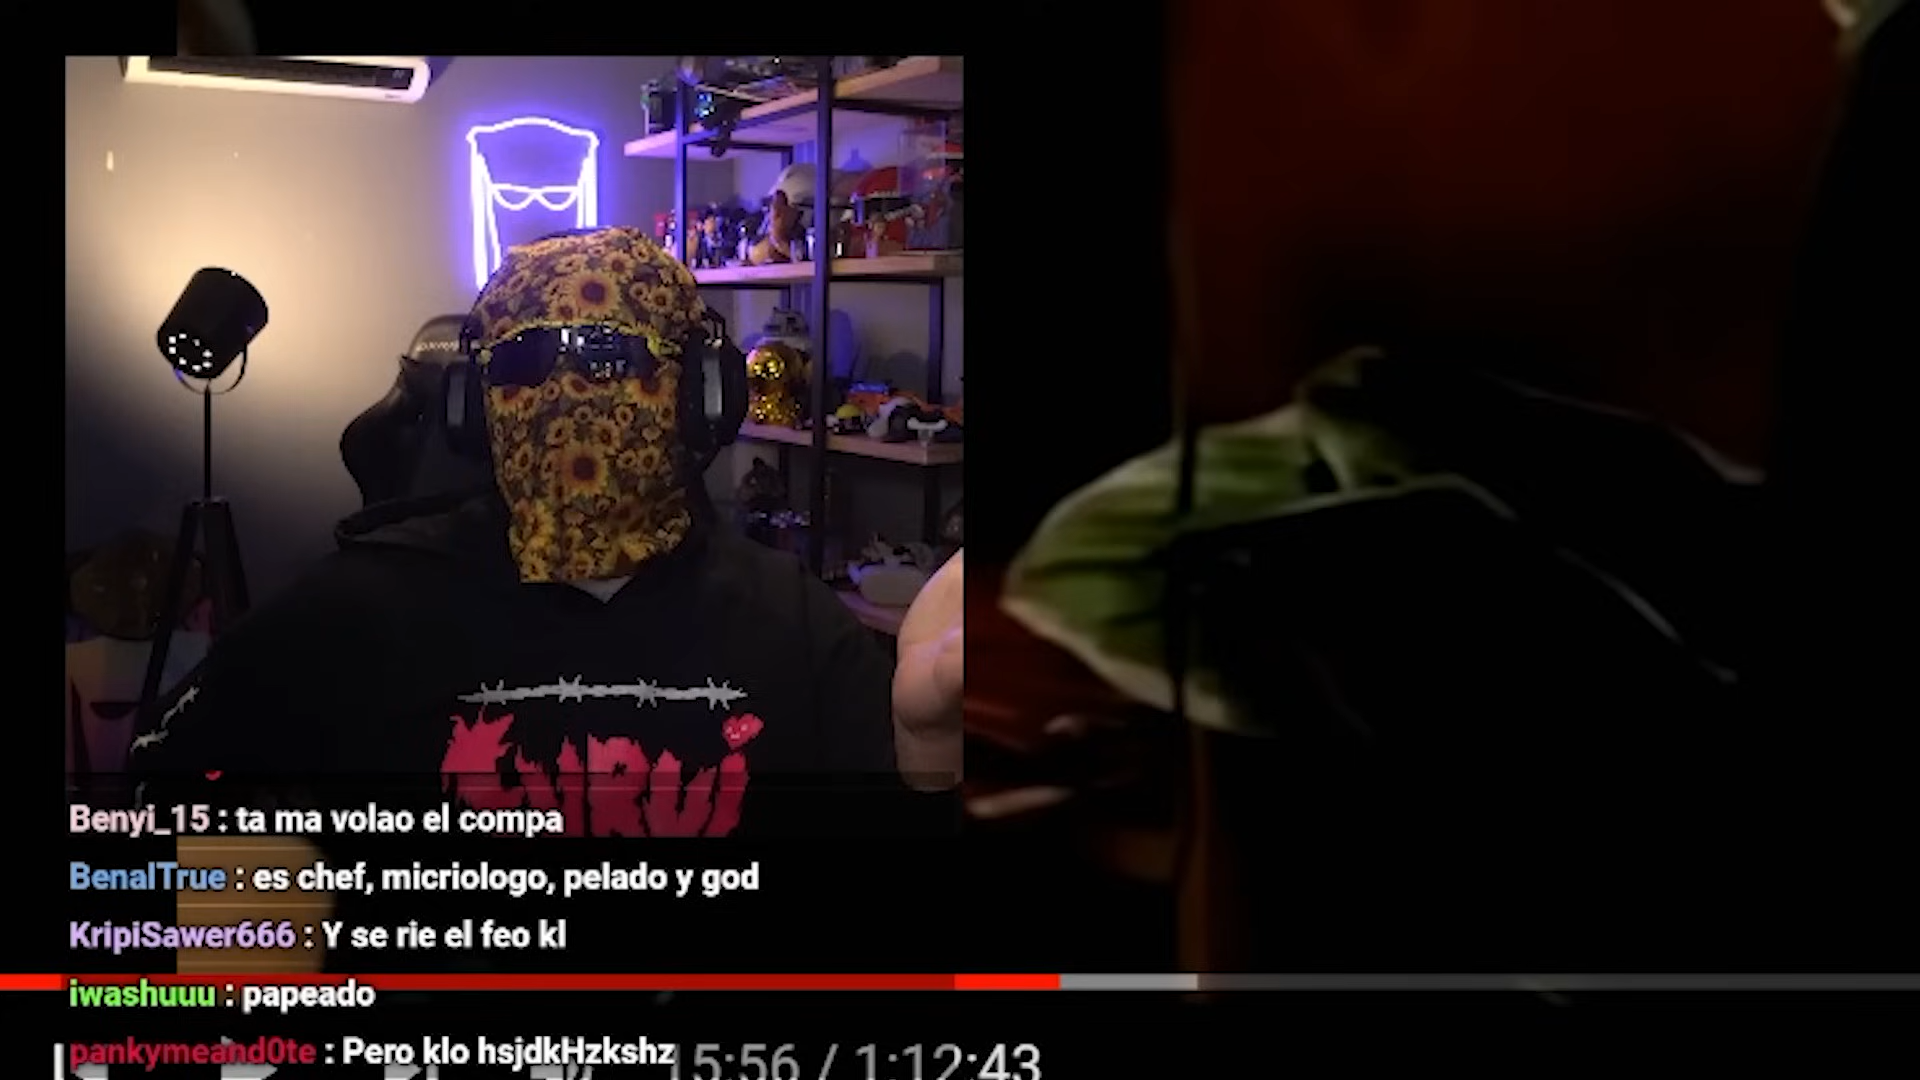 Benyi_15 : ta ma volao el compa
BenalTrue : es chef, micriologo, pelado y god
KripiSawer666 : Y se rie el feo kl
iwashuuu : papeado
pankymeand0te : Pero klo hsjdkHzkshz
15:56 / 1:12:43